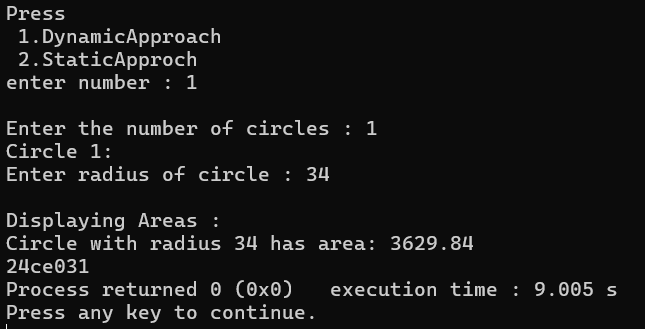 Press
 1.DynamicApproach
 2.StaticApproch
enter number : 1

Enter the number of circles : 1
Circle 1:
Enter radius of circle : 34

Displaying Areas :
Circle with radius 34 has area: 3629.84
24ce031
Process returned 0 (0x0)   execution time : 9.005 s
Press any key to continue.